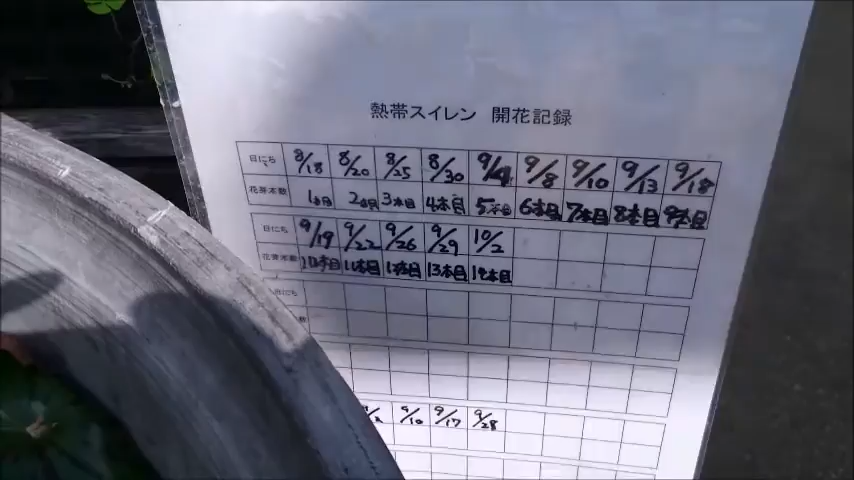 熱帯スイレン 開花記録
日にち 8/18 8/20 8/25 8/30 9/4 9/8 9/10 9/13 9/18
花芽本数 1本目 2本目 3本目 4本目 5本目 6本目 7本目 8本目 9本目
日にち 9/19 9/22 9/26 9/29 10/2
花芽本数 10本目 11本目 12本目 13本目 14本目
日にち
数
9/10 9/17 9/28